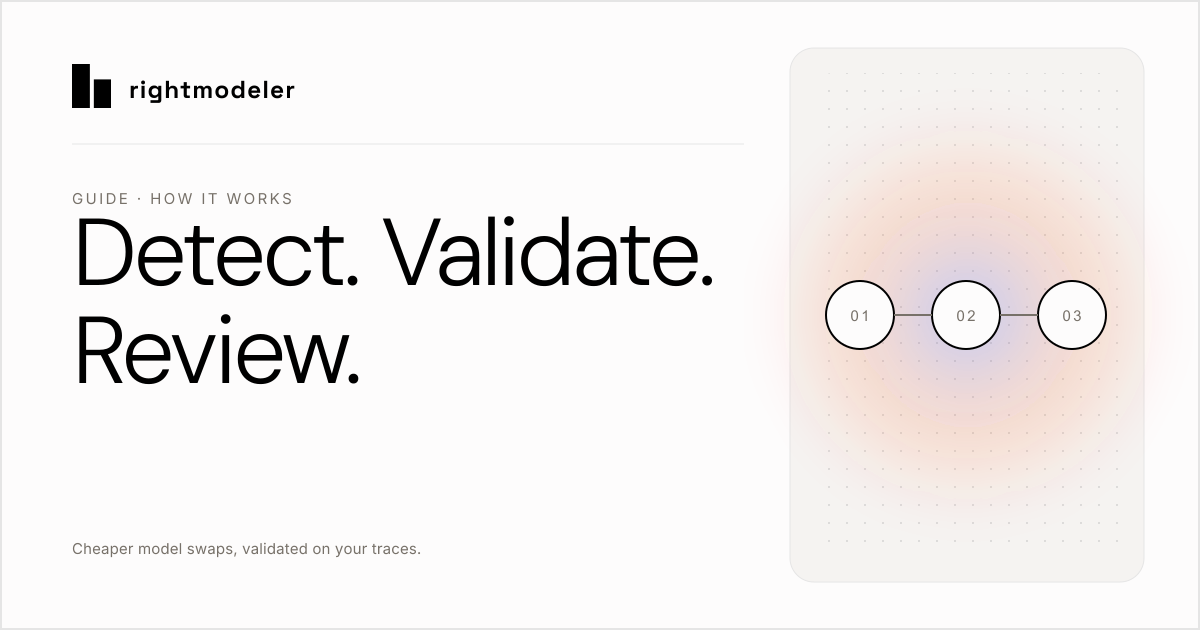 rightmodeler
GUIDE · HOW IT WORKS
Detect. Validate.
Review.
Cheaper model swaps, validated on your traces.
01 02 03